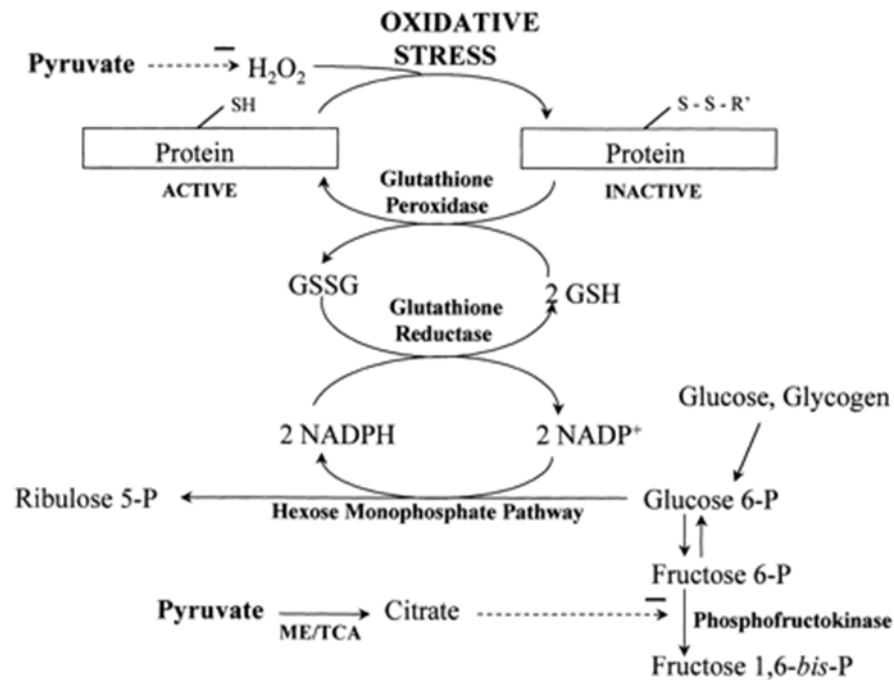 OXIDATIVE
STRESS
Pyruvate
−
H₂O₂
SH
S - S - R’
Protein
Protein
ACTIVE
INACTIVE
Glutathione
Peroxidase
GSSG
2 GSH
Glutathione
Reductase
Glucose, Glycogen
2 NADPH
2 NADP⁺
Ribulose 5-P
Glucose 6-P
Hexose Monophosphate Pathway
Fructose 6-P
Pyruvate
ME/TCA
Citrate
−
Phosphofructokinase
Fructose 1,6-bis-P